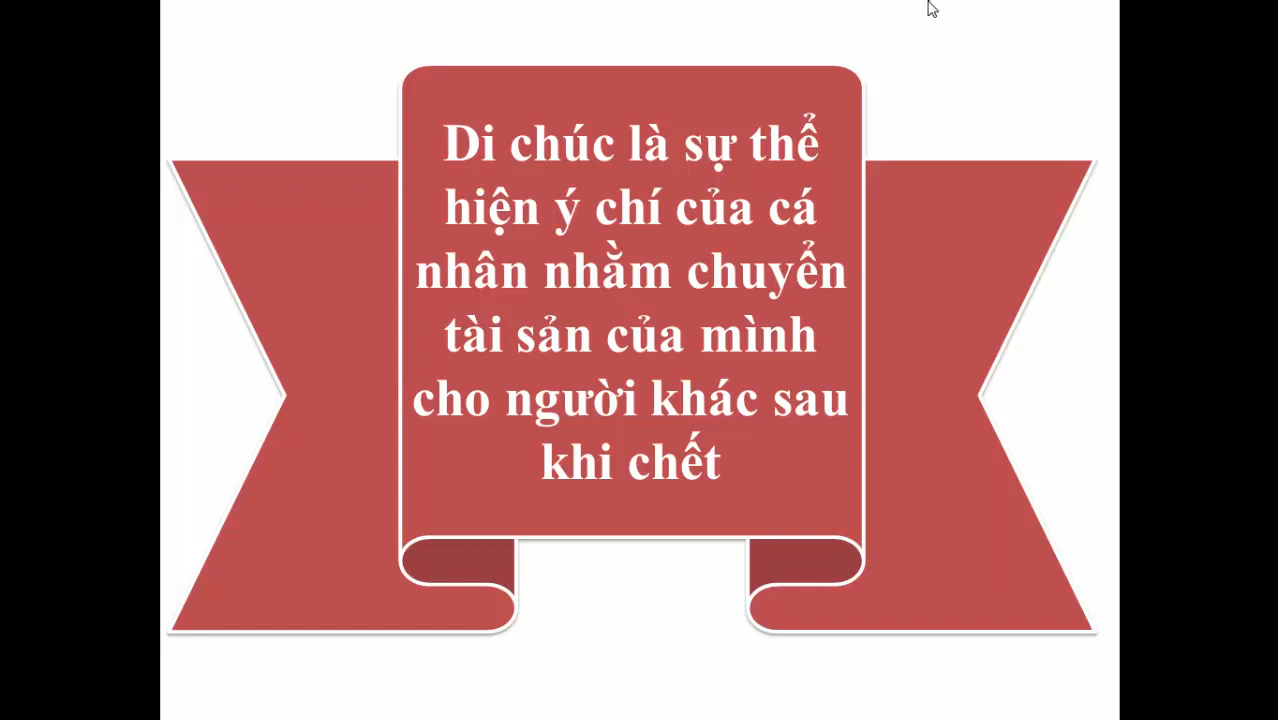 Di chúc là sự thể
hiện ý chí của cá
nhân nhằm chuyển
tài sản của mình
cho người khác sau
khi chết